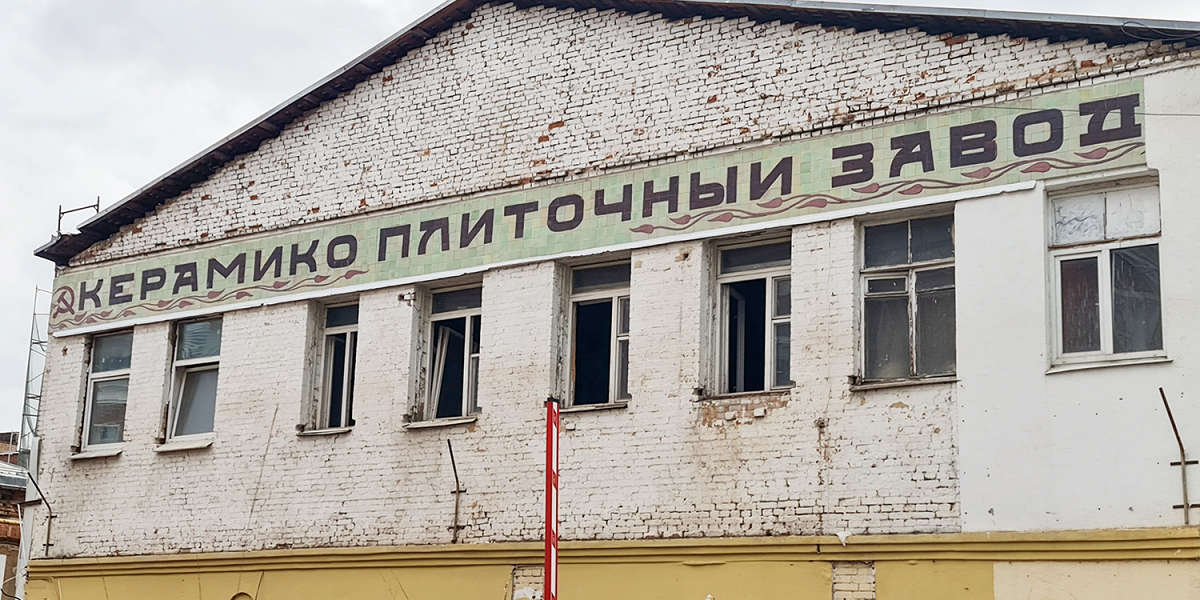 КЕРАМИКО ПЛИТОЧНЫЙ ЗАВОД